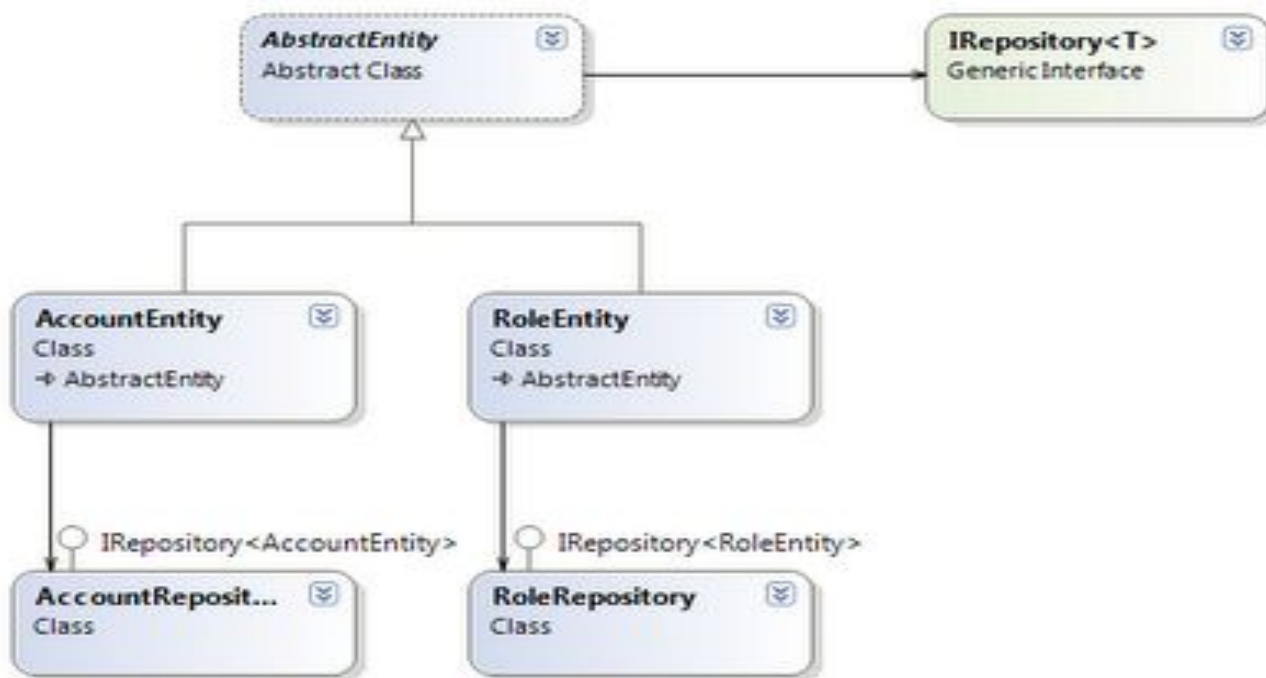 AbstractEntity
Abstract Class
IRepository<T>
Generic Interface
AccountEntity
Class
AbstractEntity
RoleEntity
Class
AbstractEntity
IRepository<AccountEntity>
IRepository<RoleEntity>
AccountReposit...
Class
RoleRepository
Class